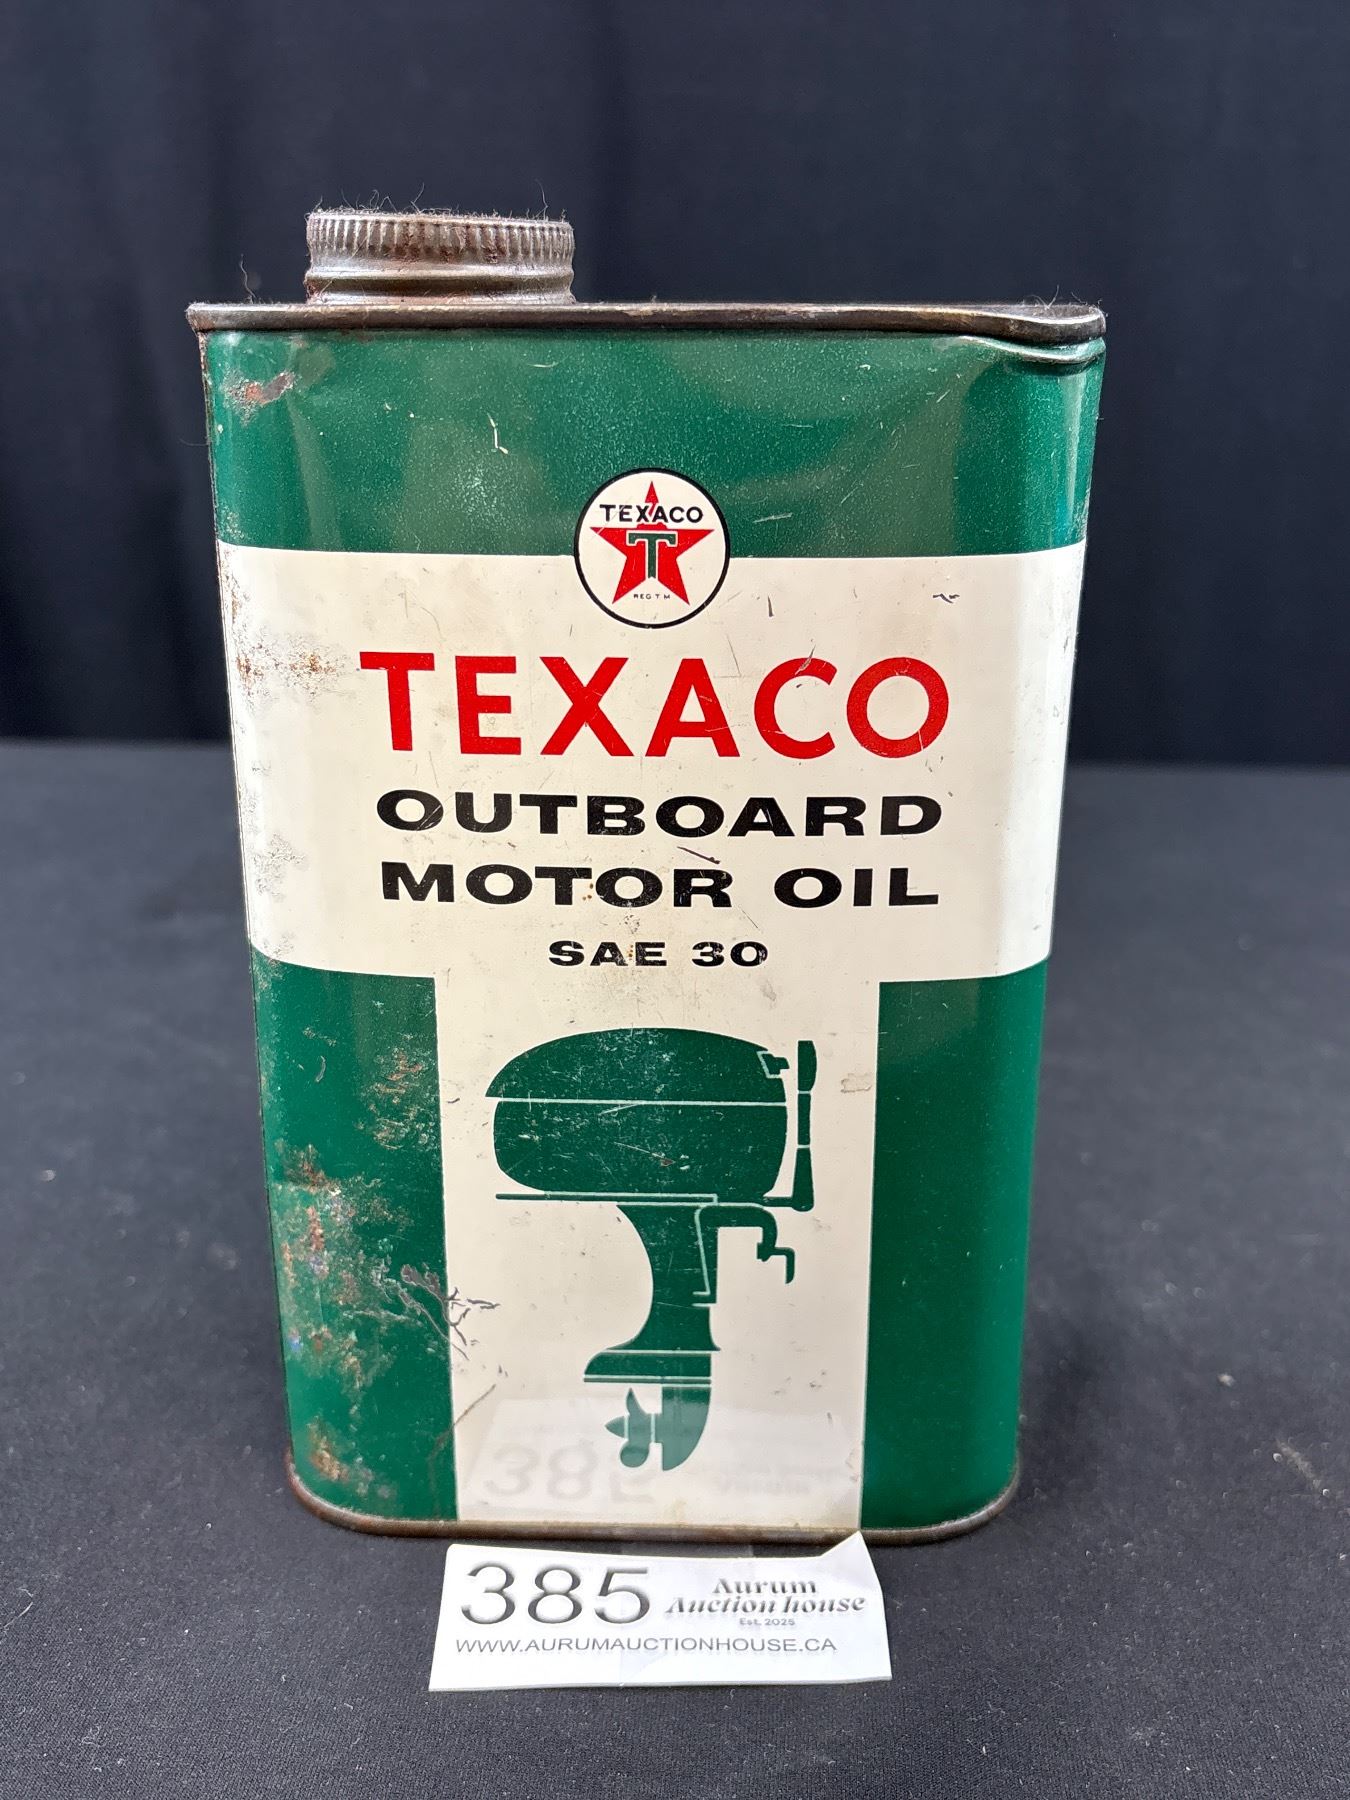 TEXACO
T
REG T M
TEXACO
OUTBOARD
MOTOR OIL
SAE 30
385
Aurum
Auction house
Est. 2025
WWW.AURUMAUCTIONHOUSE.CA